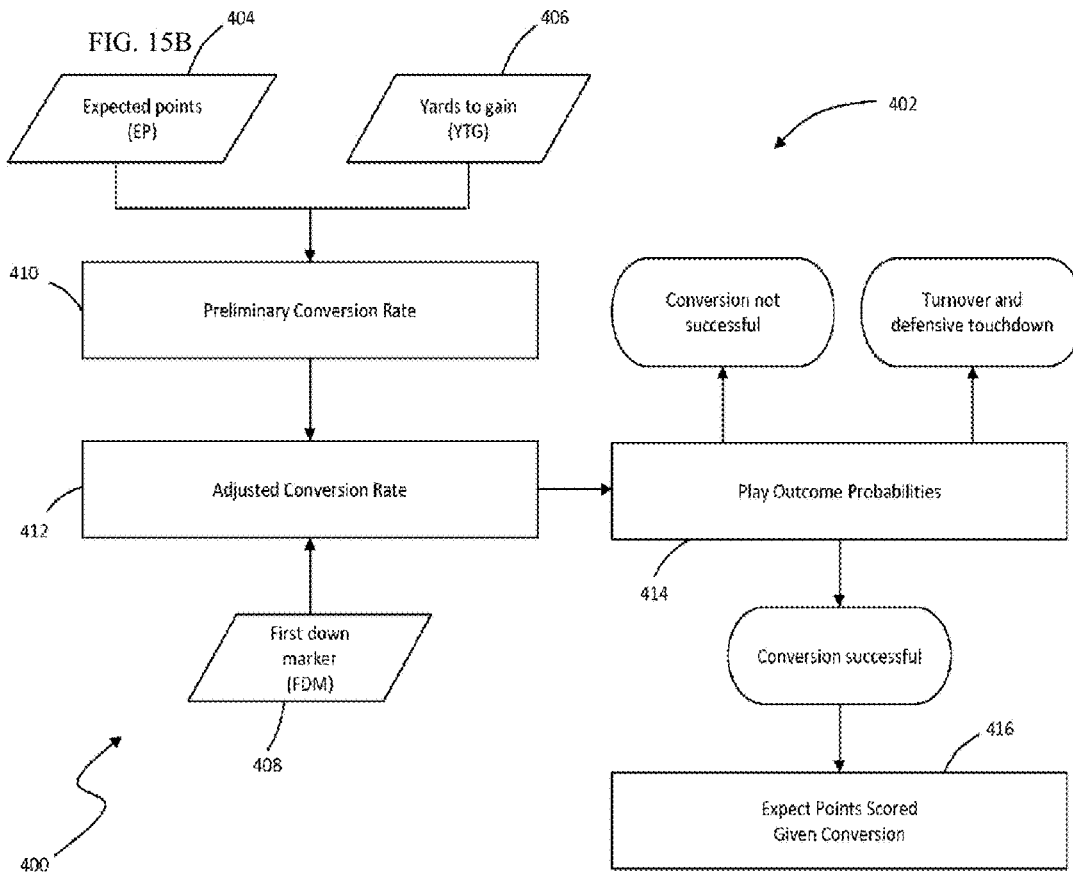 404
406
FIG. 15B
Expected points
(EP)
Yards to gain
(YTG)
402
410
Preliminary Conversion Rate
Conversion not
successful
Turnover and
defensive touchdown
412
Adjusted Conversion Rate
Play Outcome Probabilities
414
First down
marker
(FDM)
408
Conversion successful
416
Expect Points Scored
Given Conversion
400